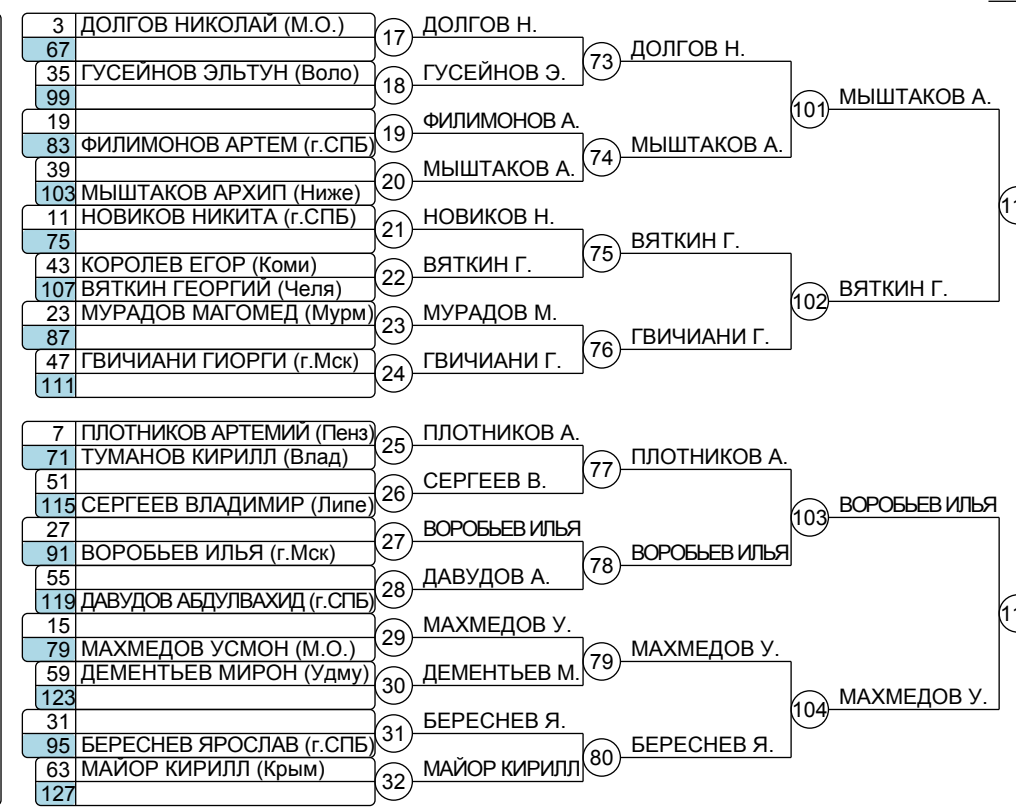 3 ДОЛГОВ НИКОЛАЙ (М.О.)
67
35 ГУСЕЙНОВ ЭЛЬТУН (Воло)
99
19
83 ФИЛИМОНОВ АРТЕМ (г.СПБ)
39
103 МЫШТАКОВ АРХИП (Ниже)
11 НОВИКОВ НИКИТА (г.СПБ)
75
43 КОРОЛЕВ ЕГОР (Коми)
107 ВЯТКИН ГЕОРГИЙ (Челя)
23 МУРАДОВ МАГОМЕД (Мурм)
87
47 ГВИЧИАНИ ГИОРГИ (г.Мск)
111
17 ДОЛГОВ Н.
18 ГУСЕЙНОВ Э.
19 ФИЛИМОНОВ А.
20 МЫШТАКОВ А.
21 НОВИКОВ Н.
22 ВЯТКИН Г.
23 МУРАДОВ М.
24 ГВИЧИАНИ Г.
73 ДОЛГОВ Н.
74 МЫШТАКОВ А.
75 ВЯТКИН Г.
76 ГВИЧИАНИ Г.
101 МЫШТАКОВ А.
102 ВЯТКИН Г.
7 ПЛОТНИКОВ АРТЕМИЙ (Пенз)
71 ТУМАНОВ КИРИЛЛ (Влад)
51
115 СЕРГЕЕВ ВЛАДИМИР (Липе)
27
91 ВОРОБЬЕВ ИЛЬЯ (г.Мск)
55
119 ДАВУДОВ АБДУЛВАХИД (г.СПБ)
15
79 МАХМЕДОВ УСМОН (М.О.)
59 ДЕМЕНТЬЕВ МИРОН (Удму)
123
31
95 БЕРЕСНЕВ ЯРОСЛАВ (г.СПБ)
63 МАЙОР КИРИЛЛ (Крым)
127
25 ПЛОТНИКОВ А.
26 СЕРГЕЕВ В.
27 ВОРОБЬЕВ ИЛЬЯ
28 ДАВУДОВ А.
29 МАХМЕДОВ У.
30 ДЕМЕНТЬЕВ М.
31 БЕРЕСНЕВ Я.
32 МАЙОР КИРИЛЛ
77 ПЛОТНИКОВ А.
78 ВОРОБЬЕВ ИЛЬЯ
79 МАХМЕДОВ У.
80 БЕРЕСНЕВ Я.
103 ВОРОБЬЕВ ИЛЬЯ
104 МАХМЕДОВ У.